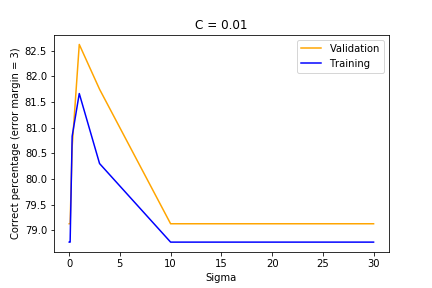 C = 0.01
Validation
Training
Correct percentage (error margin = 3)
82.5
82.0
81.5
81.0
80.5
80.0
79.5
79.0
0 5 10 15 20 25 30
Sigma